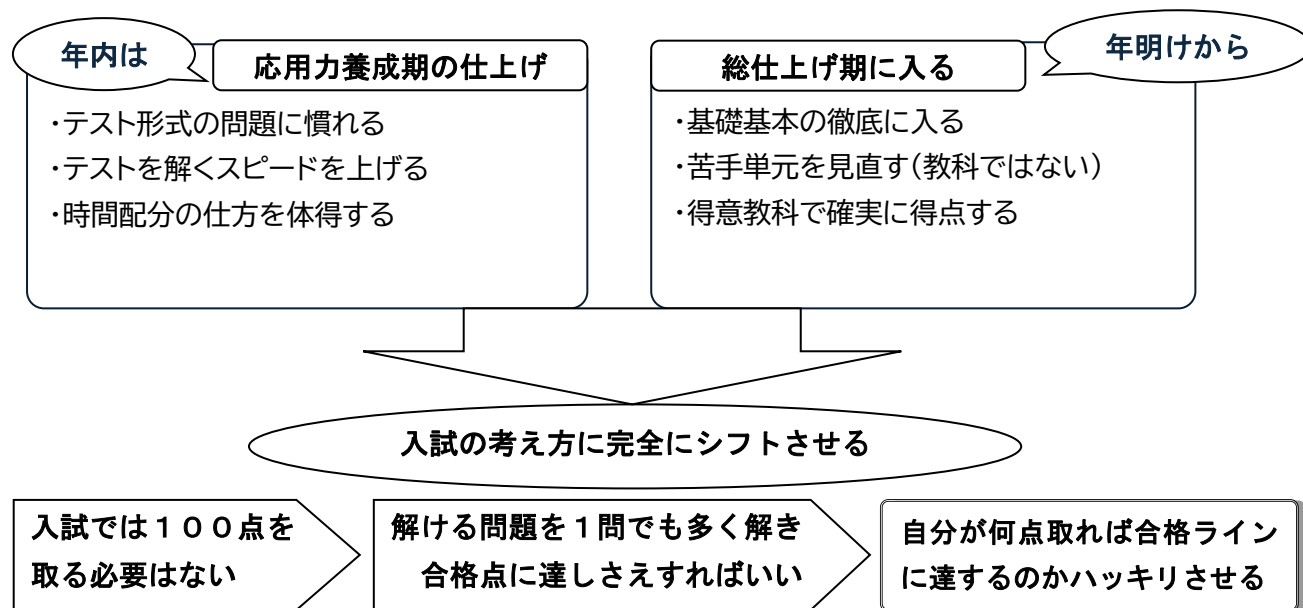 年内は
応用力養成期の仕上げ
・テスト形式の問題に慣れる
・テストを解くスピードを上げる
・時間配分の仕方を体得する
年明けから
総仕上げ期に入る
・基礎基本の徹底に入る
・苦手単元を見直す(教科ではない)
・得意教科で確実に得点する
入試の考え方に完全にシフトさせる
入試では100点を
取る必要はない
解ける問題を1問でも多く解き
合格点に達しさえすればいい
自分が何点取れば合格ライン
に達するのかハッキリさせる